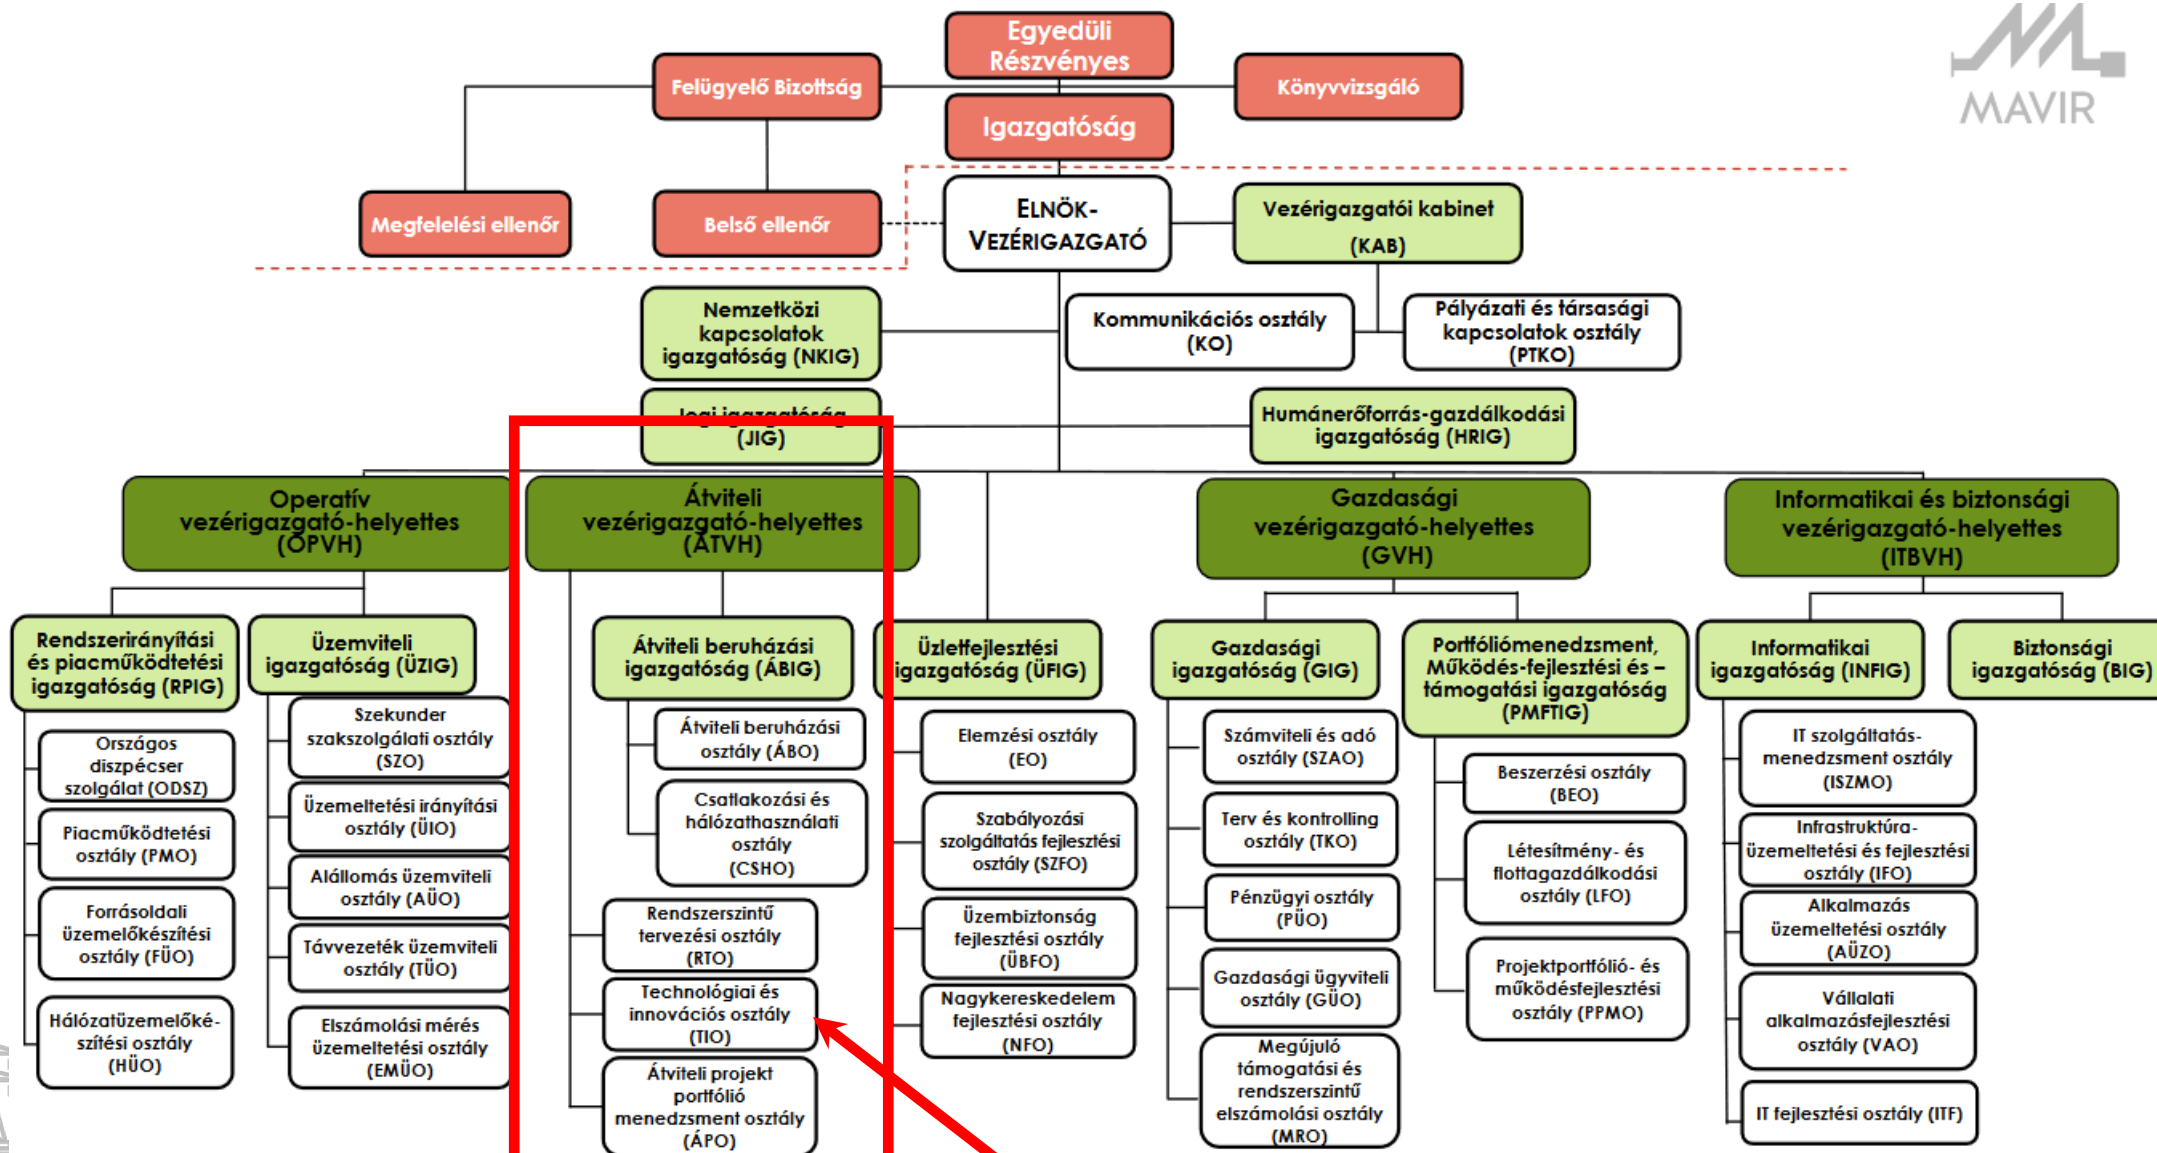 Egyedüli
Részvényes
Felügyelő Bizottság
Könyvvizsgáló
Igazgatóság
MAVIR
Megfelelési ellenőr
Belső ellenőr
ELNÖK-
VEZÉRIGAZGATÓ
Vezérigazgatói kabinet
(KAB)
Nemzetközi
kapcsolatok
igazgatóság (NKIG)
Kommunikációs osztály
(KO)
Pályázati és társasági
kapcsolatok osztály
(PTKO)
Jogi igazgatóság
(JIG)
Humánerőforrás-gazdálkodási
igazgatóság (HRIG)
Operatív
vezérigazgató-helyettes
(OPVH)
Átviteli
vezérigazgató-helyettes
(ÁTVH)
Gazdasági
vezérigazgató-helyettes
(GVH)
Informatikai és biztonsági
vezérigazgató-helyettes
(ITBVH)
Rendszerirányítási
és piacműködtetési
igazgatóság (RPIG)
Üzemviteli
igazgatóság (ÜZIG)
Átviteli beruházási
igazgatóság (ÁBIG)
Üzletfejlesztési
igazgatóság (ÜFIG)
Gazdasági
igazgatóság (GIG)
Portfóliómenedzsment,
Működés-fejlesztési és –
támogatási igazgatóság
(PMFTIG)
Informatikai
igazgatóság (INFIG)
Biztonsági
igazgatóság (BIG)
Országos
diszpécser
szolgálat (ODSZ)
Piacműködtetési
osztály (PMO)
Forrásoldali
üzemelőkészítési
osztály (FÜO)
Hálózatüzemelőké-
szítési osztály
(HÜO)
Szekunder
szakszolgálati osztály
(SZO)
Üzemeltetési irányítási
osztály (ÜIO)
Alállomás üzemviteli
osztály (AÜO)
Távvezeték üzemviteli
osztály (TÜO)
Elszámolási mérés
üzemeltetési osztály
(EMÜO)
Átviteli beruházási
osztály (ÁBO)
Csatlakozási és
hálózathasználati
osztály
(CSHO)
Rendszerszintű
tervezési osztály
(RTO)
Technológiai és
innovációs osztály
(TIO)
Átviteli projekt
portfólió
menedzsment osztály
(ÁPO)
Elemzési osztály
(EO)
Szabályozási
szolgáltatás fejlesztési
osztály (SZFO)
Üzembiztonság
fejlesztési osztály
(ÜBFO)
Nagykereskedelem
fejlesztési osztály
(NFO)
Számviteli és adó
osztály (SZAO)
Terv és kontrolling
osztály (TKO)
Pénzügyi osztály
(PÜO)
Gazdasági ügyviteli
osztály (GÜO)
Megújuló
támogatási és
rendszerszintű
elszámolási osztály
(MRO)
Beszerzési osztály
(BEO)
Létesítmény- és
flottagazdálkodási
osztály (LFO)
Projektportfólió- és
működésfejlesztési
osztály (PPMO)
IT szolgáltatás-
menedzsment osztály
(ISZMO)
Infrastruktúra-
üzemeltetési és fejlesztési
osztály (IFO)
Alkalmazás
üzemeltetési osztály
(AÜZO)
Vállalati
alkalmazásfejlesztési
osztály (VAO)
IT fejlesztési osztály (ITF)